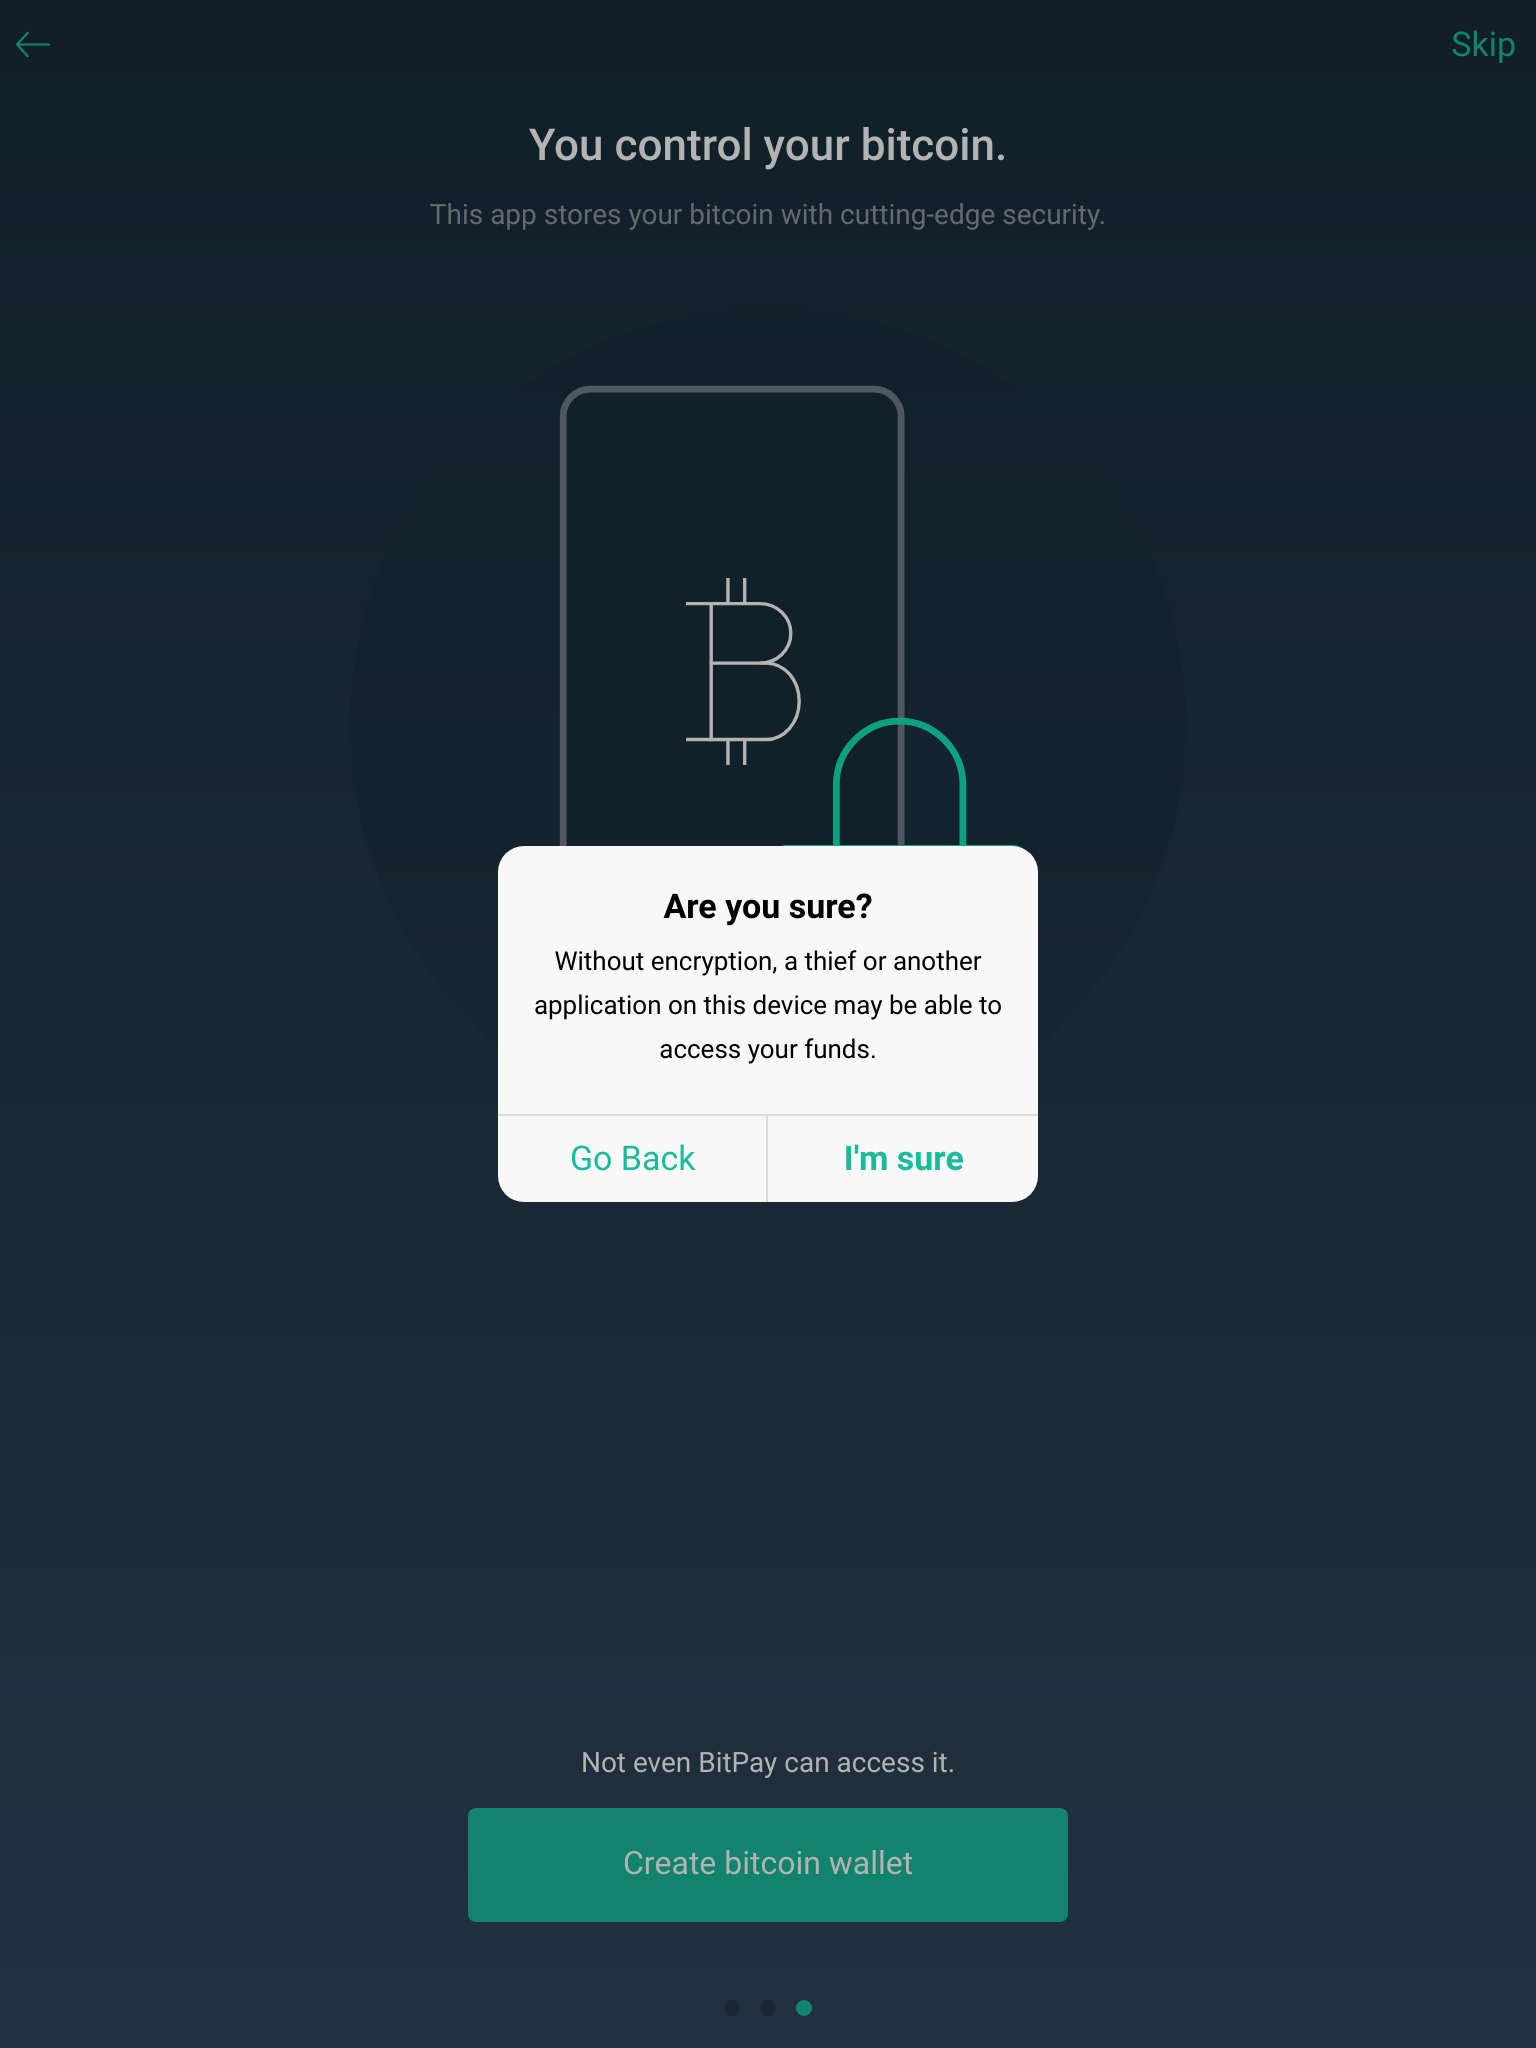 Skip
You control your bitcoin.
This app stores your bitcoin with cutting-edge security.
Are you sure?
Without encryption, a thief or another
application on this device may be able to
access your funds.
Go Back
I'm sure
Not even BitPay can access it.
Create bitcoin wallet